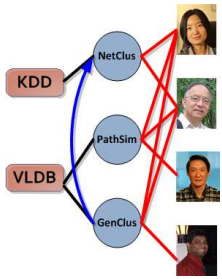 NetClus
KDD
PathSim
VLDB
GenClus